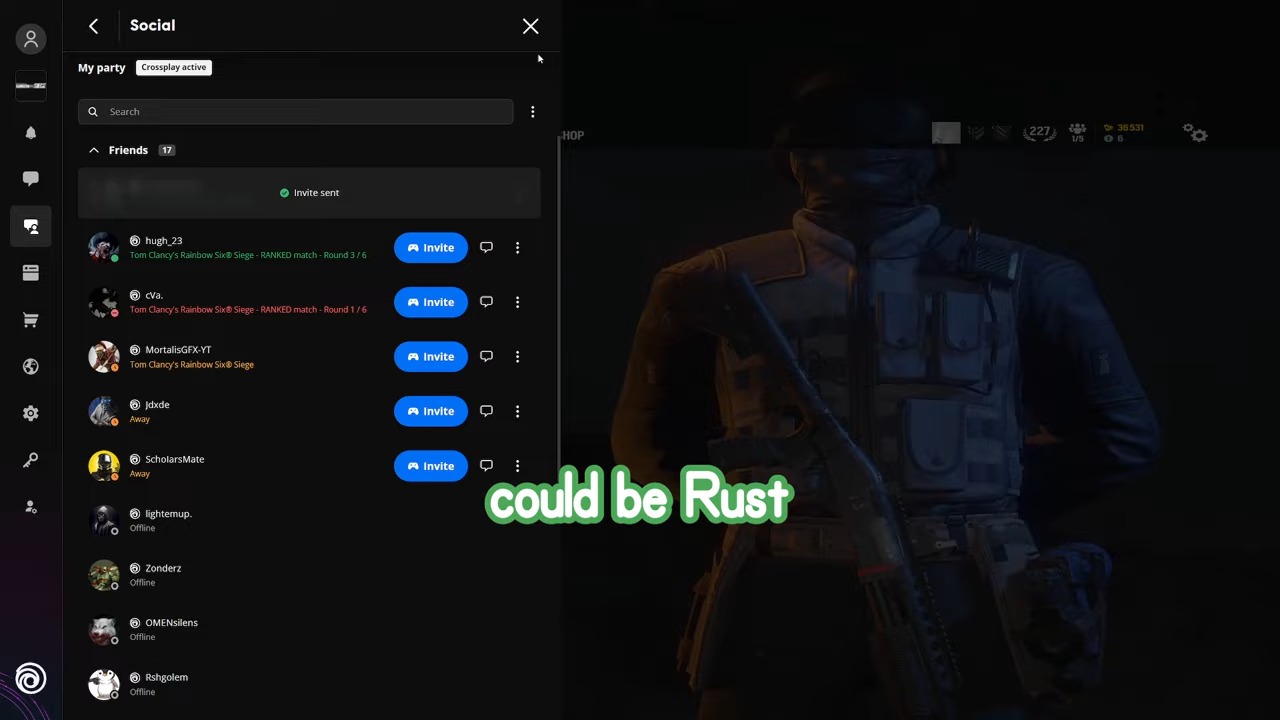 Social
My party
Crossplay active
Search
HOP
227
1/5
36 531
6
Friends 17
Invite sent
hugh_23
Tom Clancy's Rainbow Six® Siege - RANKED match - Round 3 / 6
Invite
cVa.
Tom Clancy's Rainbow Six® Siege - RANKED match - Round 1 / 6
Invite
MortalisGFX-YT
Tom Clancy's Rainbow Six® Siege
Invite
Jdxde
Away
Invite
ScholarsMate
Away
Invite
could be Rust
lightemup.
Offline
Zonderz
Offline
OMENsilens
Offline
Rshgolem
Offline